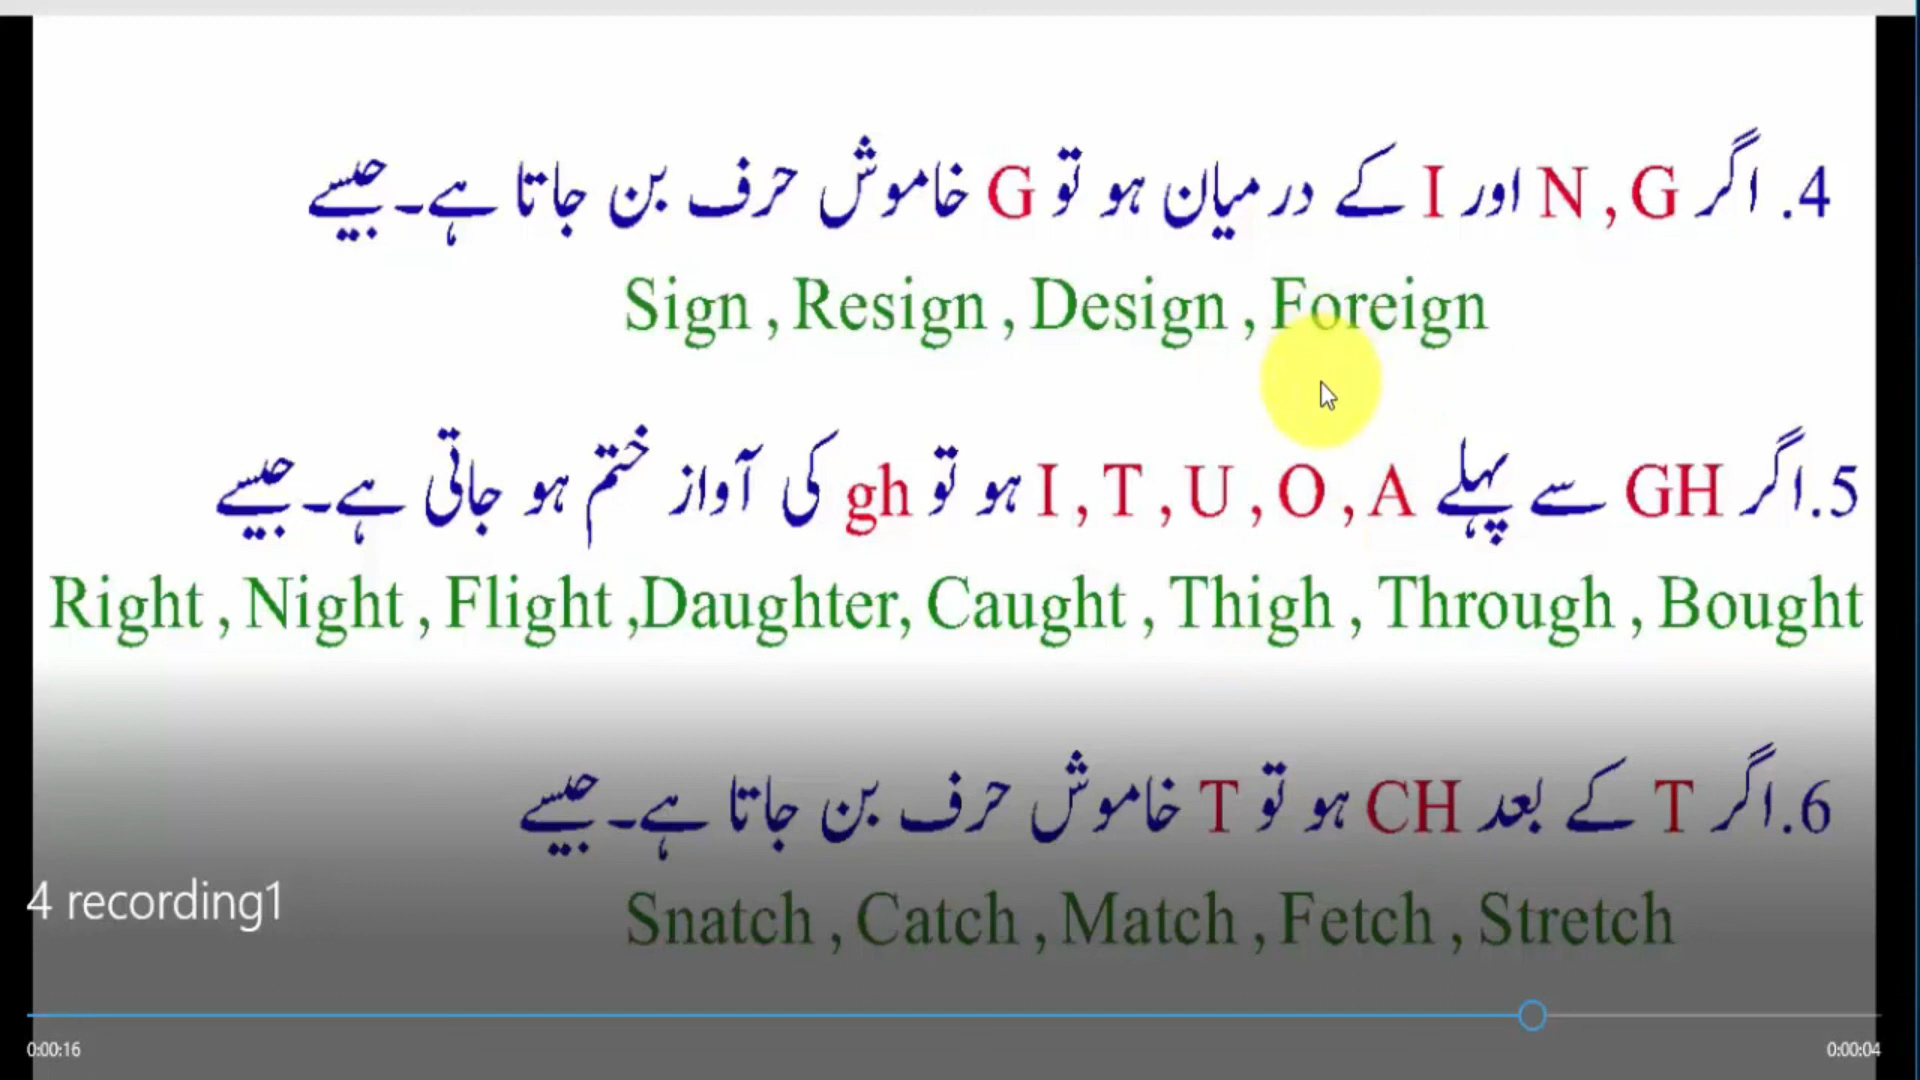 4. اگر N , G اور I کے درمیان ہو تو G خاموش حرف بن جاتا ہے۔جیسے
Sign , Resign , Design , Foreign
5.اگر GH سے پہلے I , T , U , O , A ہو تو gh کی آواز ختم ہو جاتی ہے۔جیسے
Right , Night , Flight ,Daughter, Caught , Thigh , Through , Bought
6.اگر T کے بعد CH ہو تو T خاموش حرف بن جاتا ہے۔جیسے
Snatch , Catch , Match , Fetch , Stretch
4 recording1
0:00:16
0:00:04